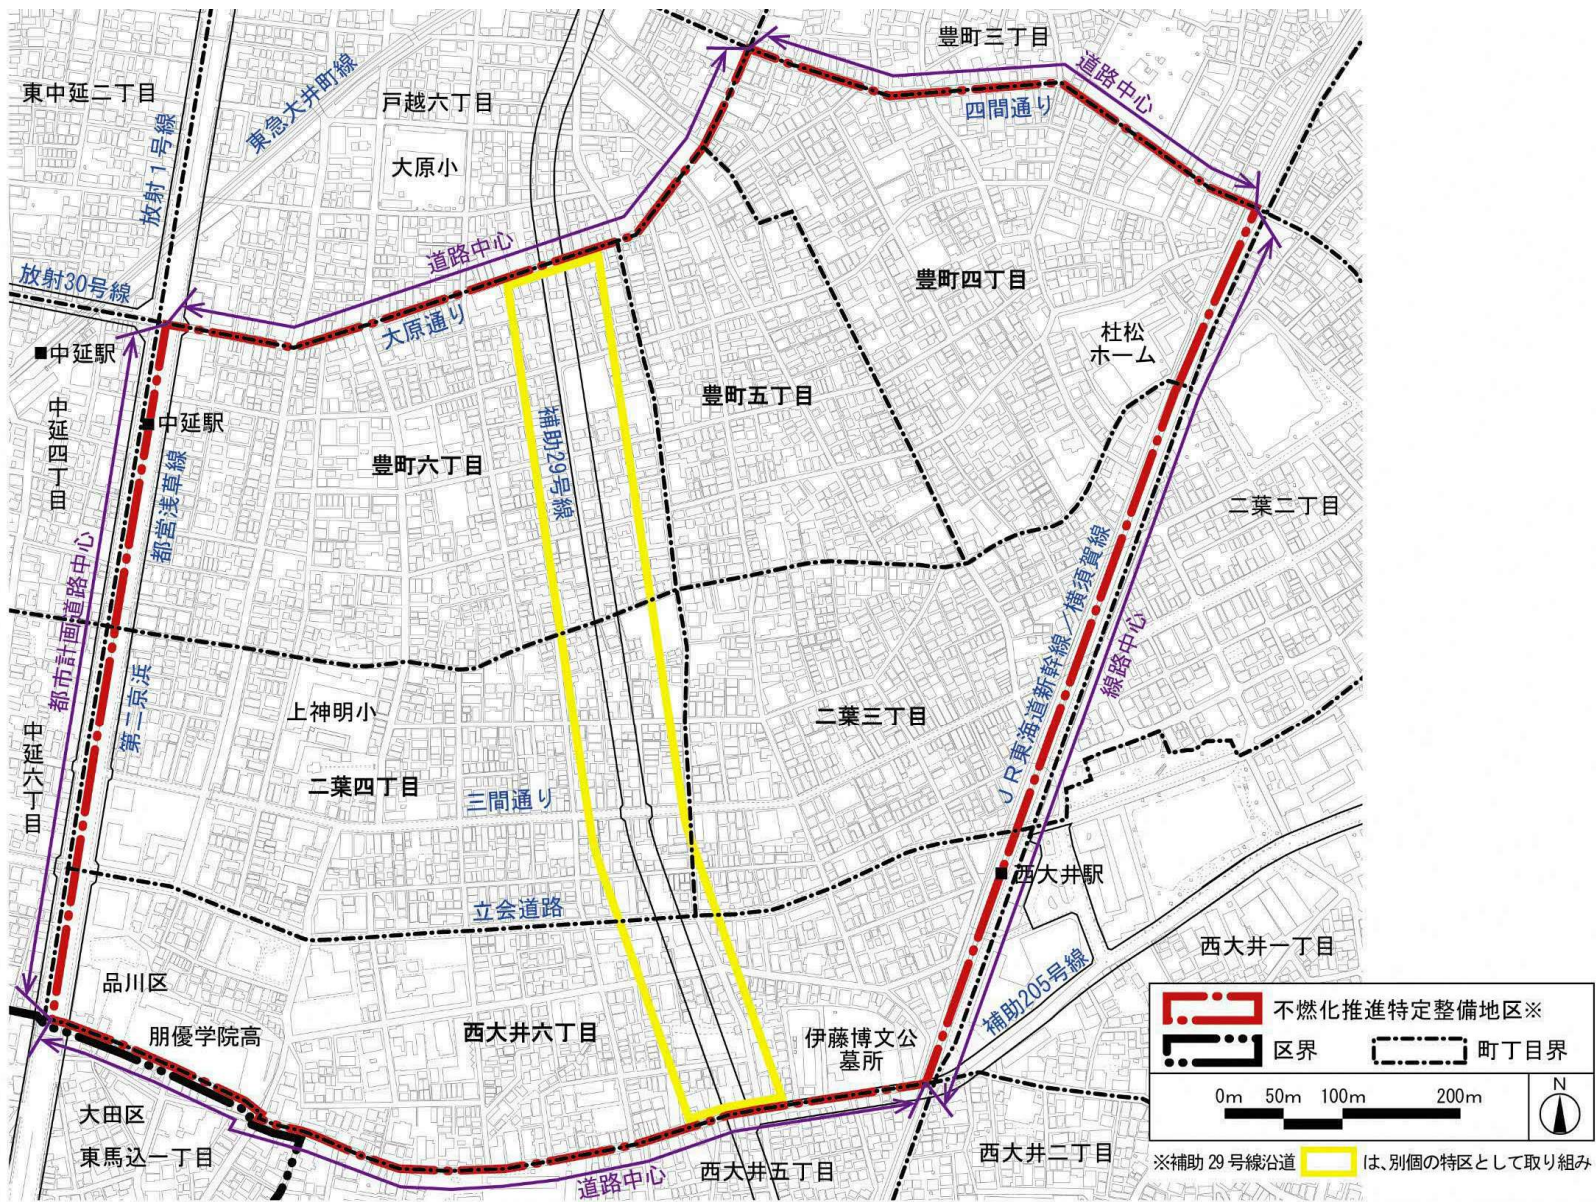 豊町三丁目
道路中心
四間通り
東中延二丁目
東急大井町線
戸越六丁目
放射1号線
大原小
道路中心
放射30号線
大原通り
豊町四丁目
杜松
ホーム
■中延駅
中延四丁目
■中延駅
豊町五丁目
補助29号線
豊町六丁目
都営浅草線
二葉二丁目
都市計画道路中心
JR東海道新幹線/横須賀線
線路中心
第二京浜
上神明小
二葉三丁目
中延六丁目
二葉四丁目
三間通り
■西大井駅
立会道路
西大井一丁目
品川区
補助205号線
朋優学院高
西大井六丁目
伊藤博文公
墓所
大田区
東馬込一丁目
道路中心
西大井五丁目
西大井二丁目
不燃化推進特定整備地区※
区界
町丁目界
0m 50m 100m 200m
N
※補助29号線沿道 は、別個の特区として取り組み